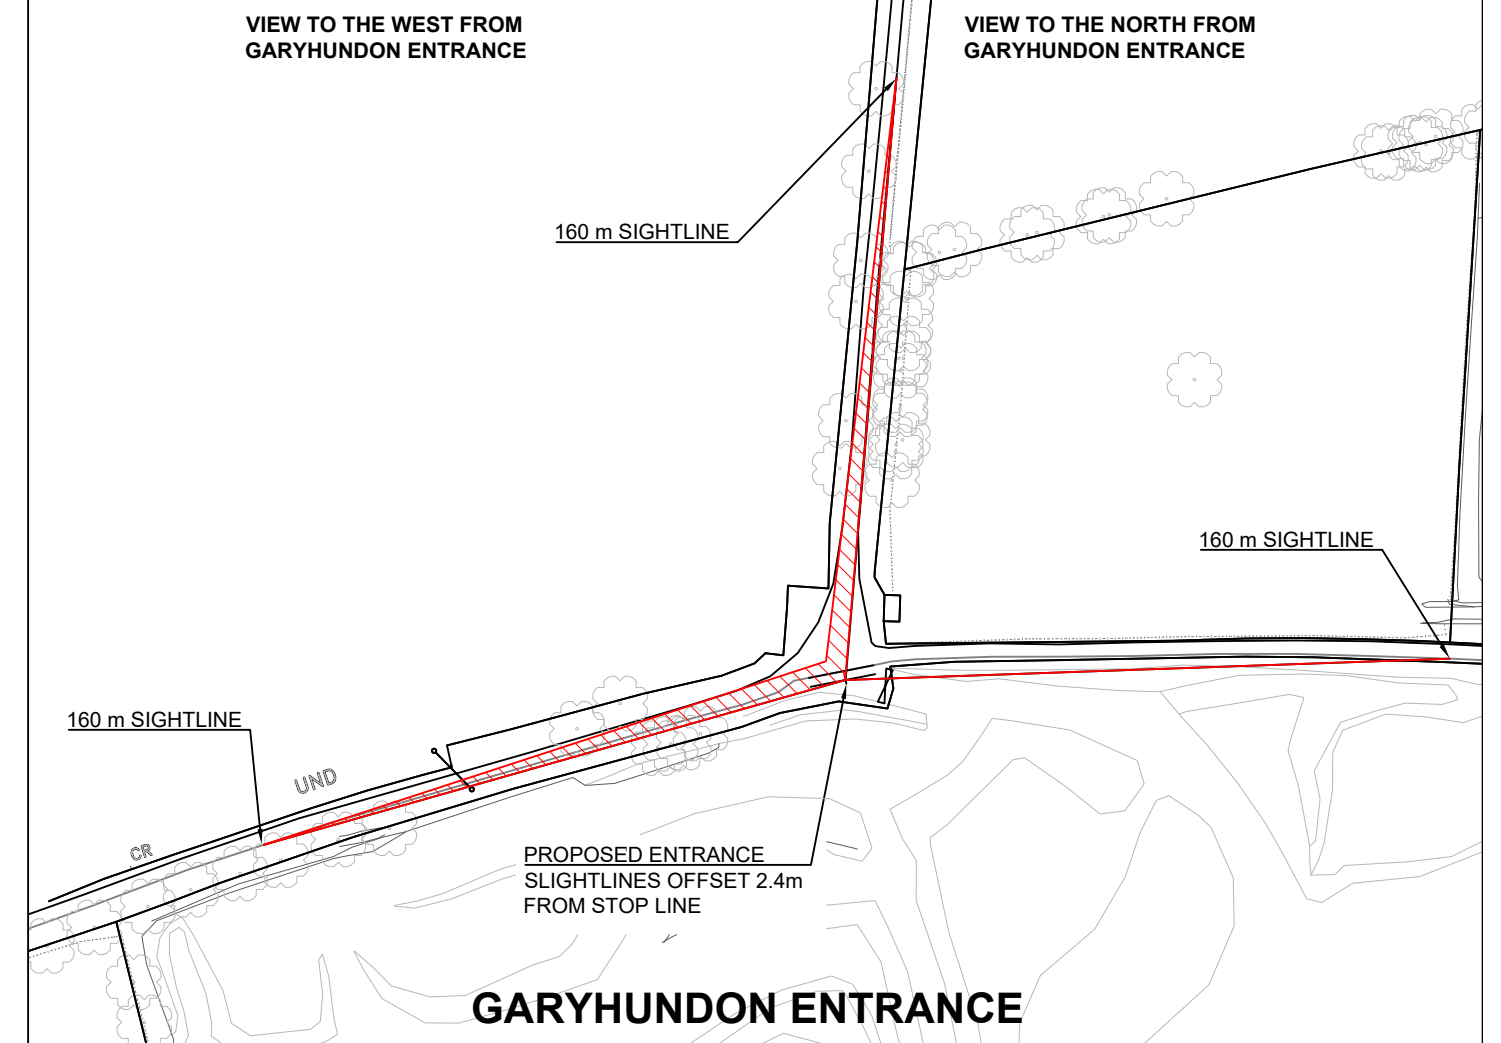 VIEW TO THE WEST FROM
GARYHUNDON ENTRANCE
VIEW TO THE NORTH FROM
GARYHUNDON ENTRANCE
160 m SIGHTLINE
160 m SIGHTLINE
160 m SIGHTLINE
UND
CR
PROPOSED ENTRANCE
SLIGHTLINES OFFSET 2.4m
FROM STOP LINE
GARYHUNDON ENTRANCE